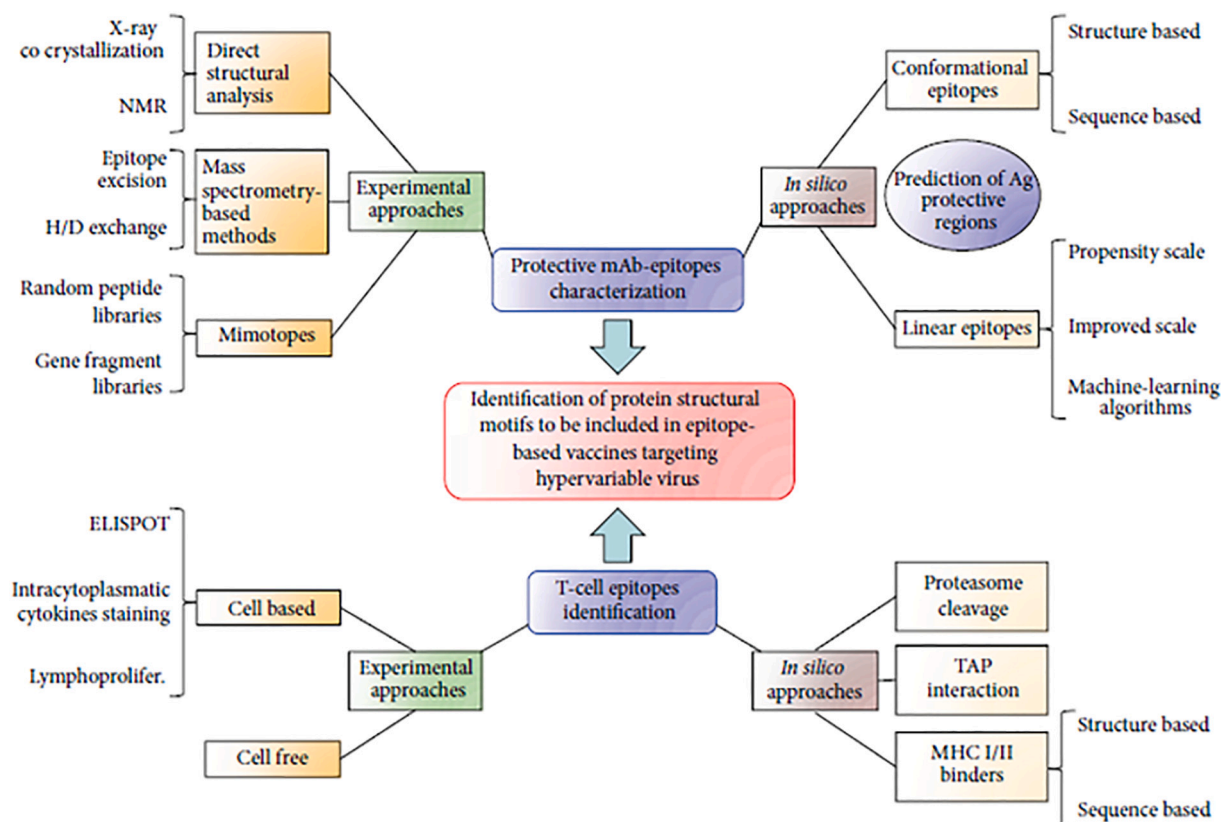 X-ray
co crystallization
NMR
Direct
structural
analysis
Epitope
excision
H/D exchange
Mass
spectrometry-
based methods
Random peptide
libraries
Gene fragment
libraries
Mimotopes
Experimental
approaches
Protective mAb-epitopes
characterization
In silico
approaches
Conformational
epitopes
Structure based
Sequence based
Prediction of Ag
protective
regions
Linear epitopes
Propensity scale
Improved scale
Machine-learning
algorithms
Identification of protein structural
motifs to be included in epitope-
based vaccines targeting
hypervariable virus
ELISPOT
Intracytoplasmatic
cytokines staining
Lymphoprolifer.
Cell based
Cell free
Experimental
approaches
T-cell epitopes
identification
In silico
approaches
Proteasome
cleavage
TAP
interaction
MHC I/II
binders
Structure based
Sequence based